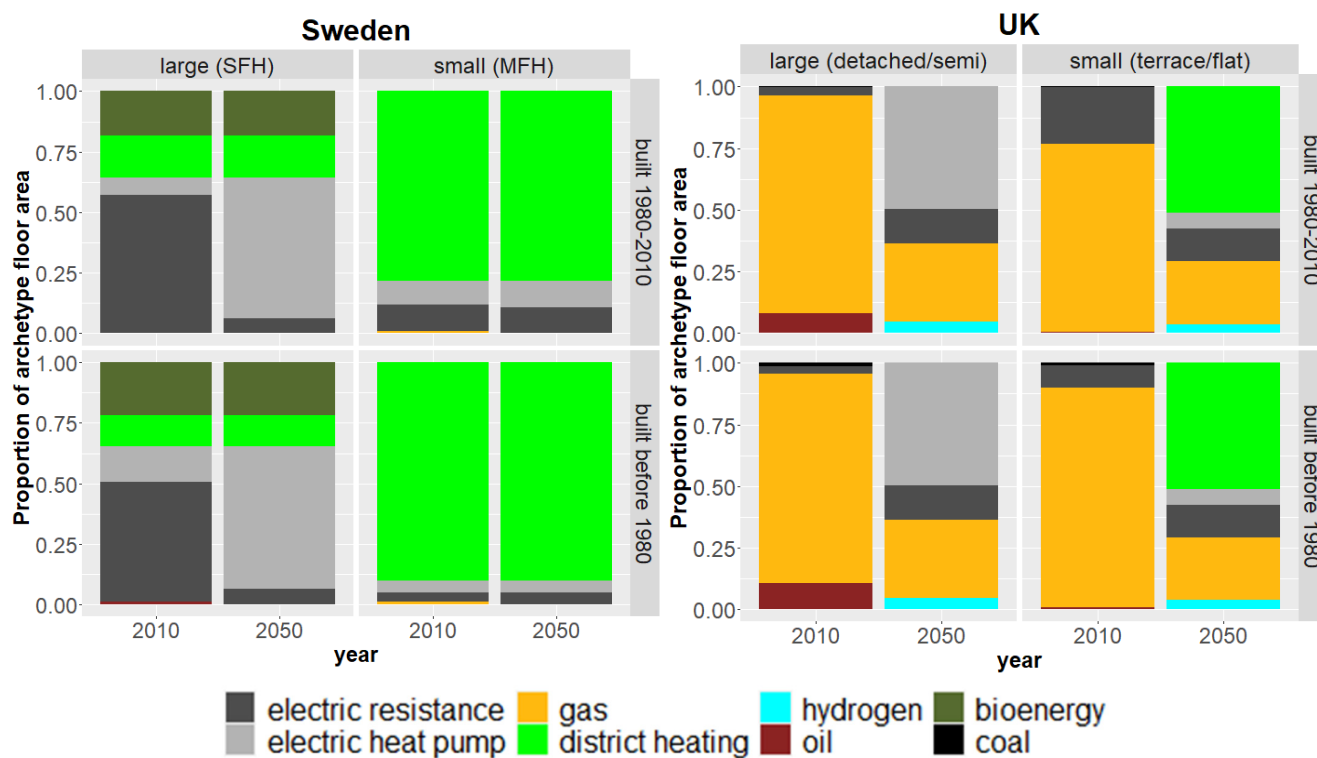 Sweden
UK
large (SFH)
small (MFH)
large (detached/semi)
small (terrace/flat)
Proportion of archetype floor area
1.00
0.75
0.50
0.25
0.00
built 1980-2010
1.00
0.75
0.50
0.25
0.00
built before 1980
2010
2050
2010
2050
year
Proportion of archetype floor area
1.00
0.75
0.50
0.25
0.00
built 1980-2010
1.00
0.75
0.50
0.25
0.00
built before 1980
2010
2050
2010
2050
year
electric resistance
gas
hydrogen
bioenergy
electric heat pump
district heating
oil
coal